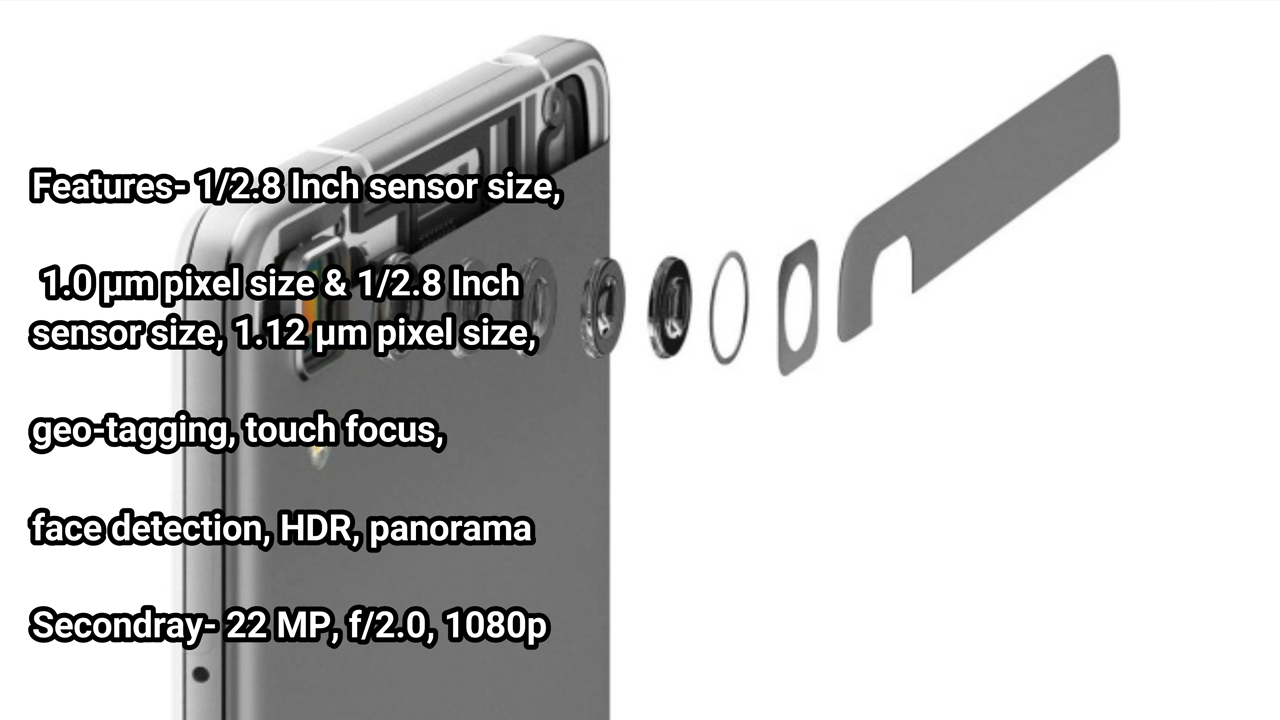 Features- 1/2.8 Inch sensor size,
1.0 µm pixel size & 1/2.8 Inch
sensor size, 1.12 µm pixel size,
geo-tagging, touch focus,
face detection, HDR, panorama
Secondray- 22 MP, f/2.0, 1080p